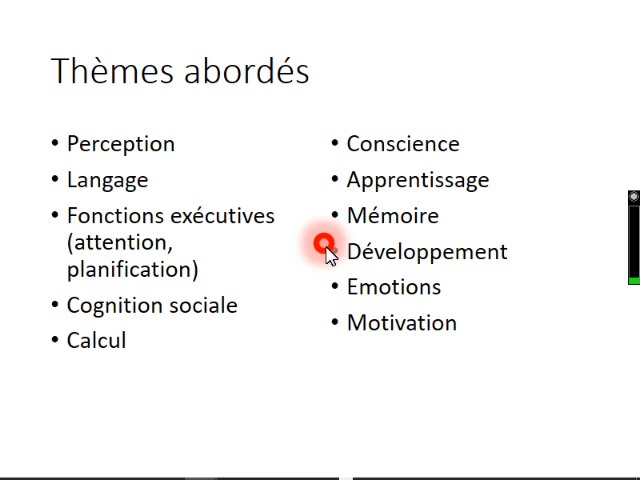 Thèmes abordés
• Perception
• Langage
• Fonctions exécutives
(attention,
planification)
• Cognition sociale
• Calcul
• Conscience
• Apprentissage
• Mémoire
• Développement
• Emotions
• Motivation